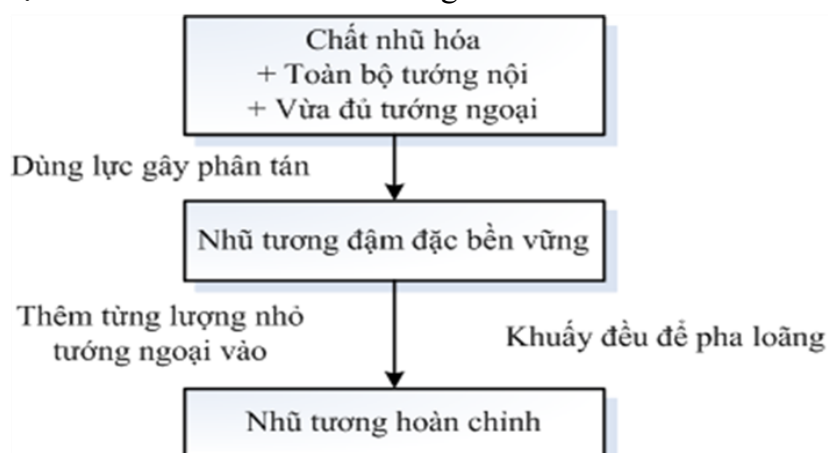 Chất nhũ hóa
+ Toàn bộ tướng nội
+ Vừa đủ tướng ngoại
Dùng lực gây phân tán
Nhũ tương đậm đặc bền vững
Thêm từng lượng nhỏ
tướng ngoại vào
Khuấy đều để pha loãng
Nhũ tương hoàn chỉnh